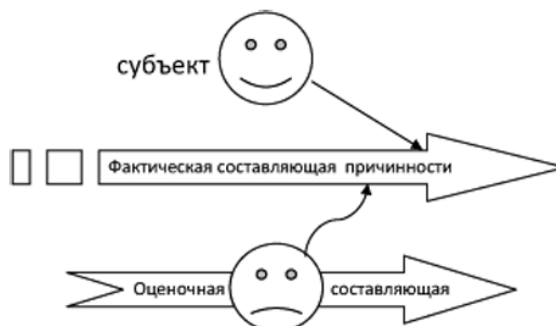 субъект
Фактическая составляющая причинности
Оценочная составляющая